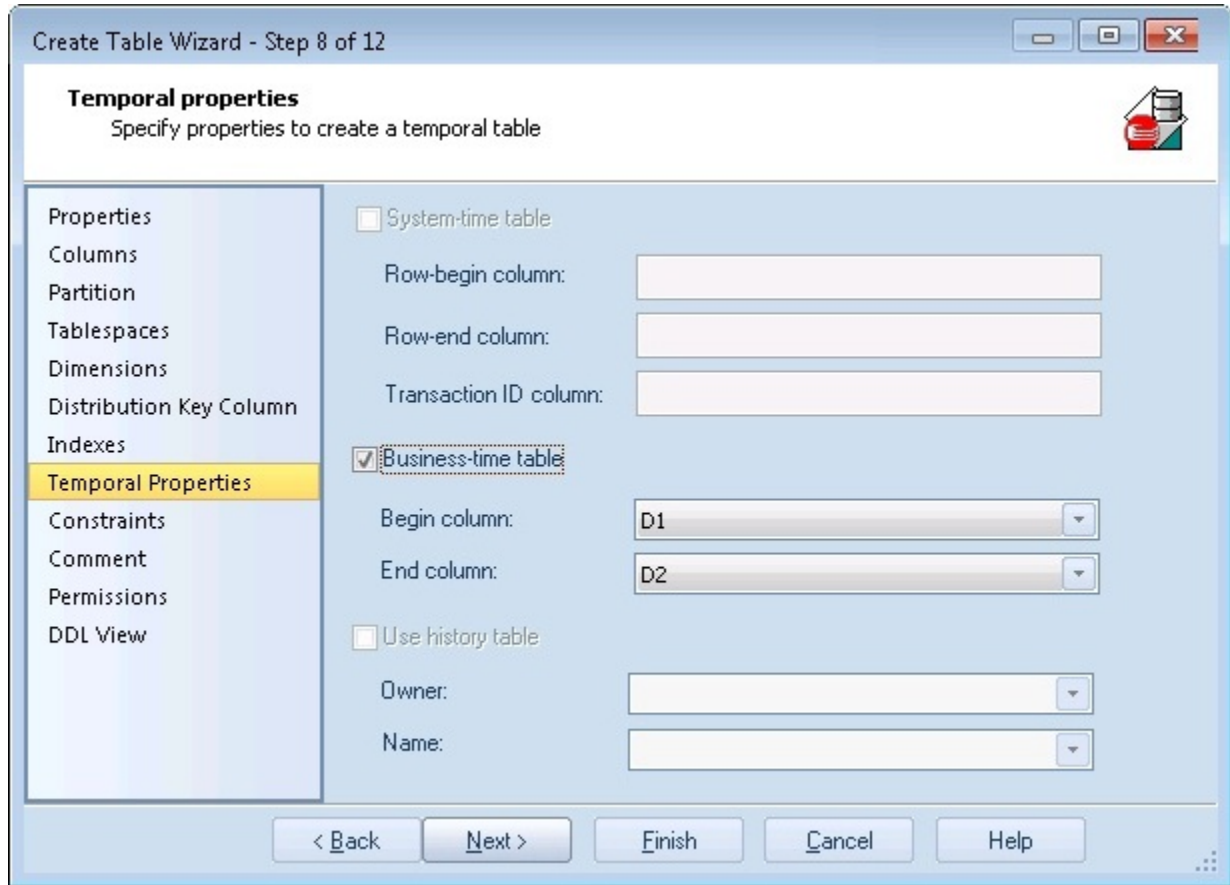 Create Table Wizard - Step 8 of 12
Temporal properties
Specify properties to create a temporal table
Properties
Columns
Partition
Tablespaces
Dimensions
Distribution Key Column
Indexes
Temporal Properties
Constraints
Comment
Permissions
DDL View
System-time table
Row-begin column:
Row-end column:
Transaction ID column:
Business-time table
Begin column: D1
End column: D2
Use history table
Owner:
Name:
< Back Next > Finish Cancel Help